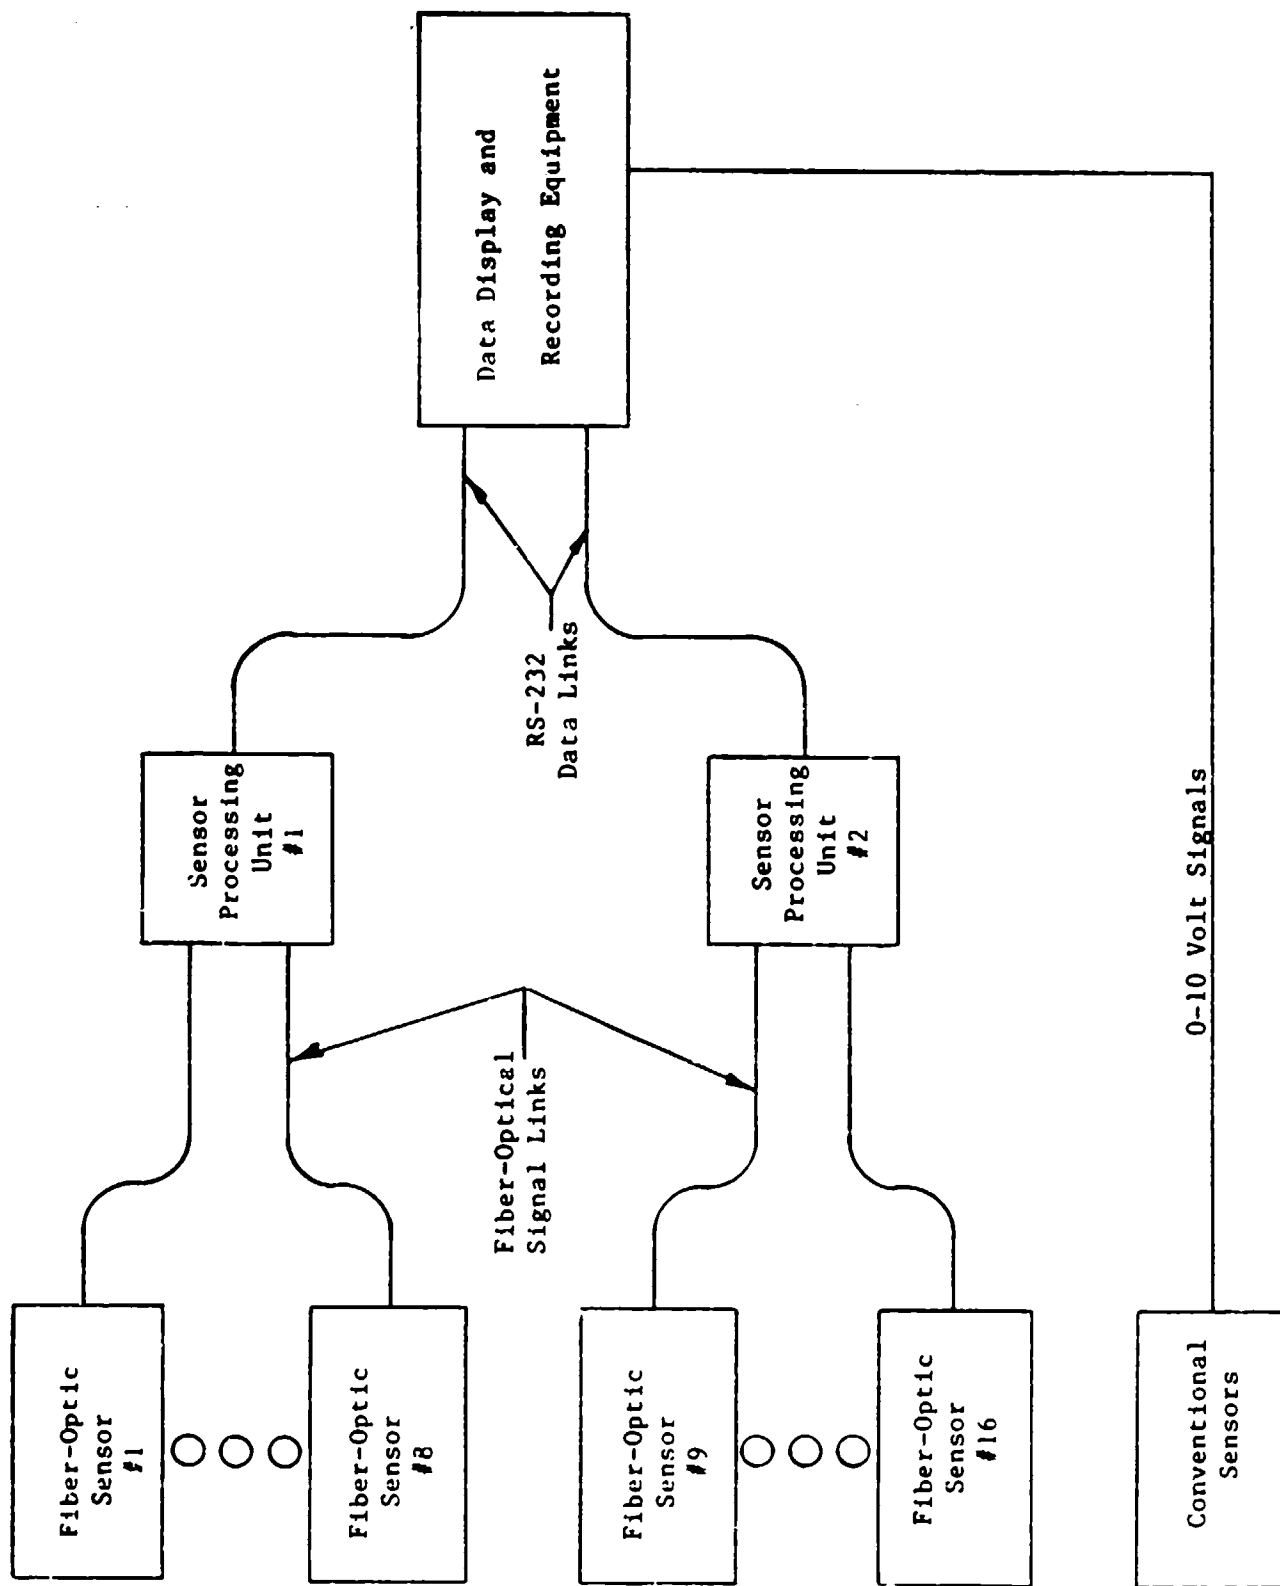 Fiber-Optic
Sensor
#1
Fiber-Optic
Sensor
#8
Fiber-Optic
Sensor
#9
Fiber-Optic
Sensor
#16
Conventional
Sensors
Fiber-Optical
Signal Links
Sensor
Processing
Unit
#1
Sensor
Processing
Unit
#2
0-10 Volt Signals
RS-232
Data Links
Data Display and
Recording Equipment